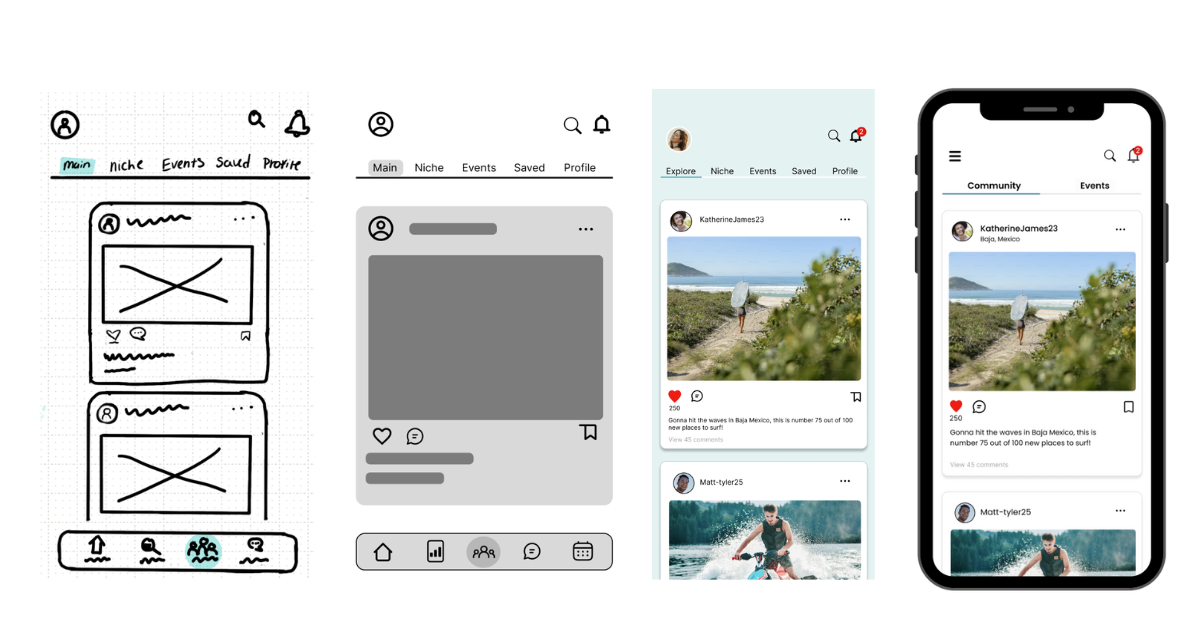 main niche Events Saved Profile
Main Niche Events Saved Profile
2
Explore Niche Events Saved Profile
KatherineJames23
250
Gonna hit the waves in Baja Mexico, this is number 75 out of 100
new places to surf!
View 45 comments
Matt-tyler25
2
Community Events
KatherineJames23
Baja, Mexico
250
Gonna hit the waves in Baja Mexico, this is
number 75 out of 100 new places to surf!
View 45 comments
Matt-tyler25